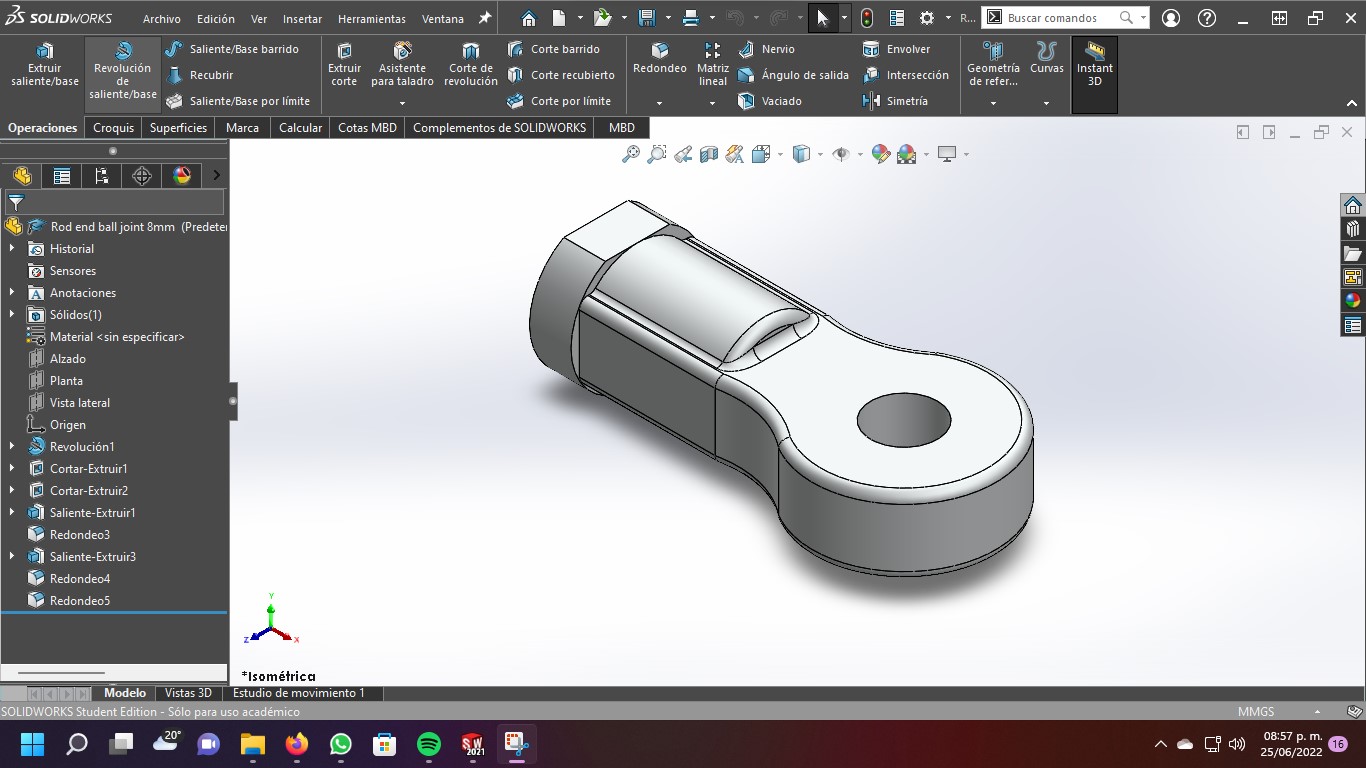 SOLIDWORKS
Archivo Edición Ver Insertar Herramientas Ventana
R...
Buscar comandos
Extruir saliente/base
Revolución de saliente/base
Saliente/Base barrido
Recubrir
Saliente/Base por límite
Extruir corte
Asistente para taladro
Corte de revolución
Corte barrido
Corte recubierto
Corte por límite
Redondeo
Matriz lineal
Nervio
Ángulo de salida
Vaciado
Envolver
Intersección
Simetría
Geometría de refer...
Curvas
Instant 3D
Operaciones Croquis Superficies Marca Calcular Cotas MBD Complementos de SOLIDWORKS MBD
Rod end ball joint 8mm (Predeter
Historial
Sensores
Anotaciones
Sólidos(1)
Material <sin especificar>
Alzado
Planta
Vista lateral
Origen
Revolución1
Cortar-Extruir1
Cortar-Extruir2
Saliente-Extruir1
Redondeo3
Saliente-Extruir3
Redondeo4
Redondeo5
Y
Z
X
*Isométrica
Modelo Vistas 3D Estudio de movimiento 1
SOLIDWORKS Student Edition - Sólo para uso académico
MMGS
20°
SW
2021
08:57 p. m.
25/06/2022
16